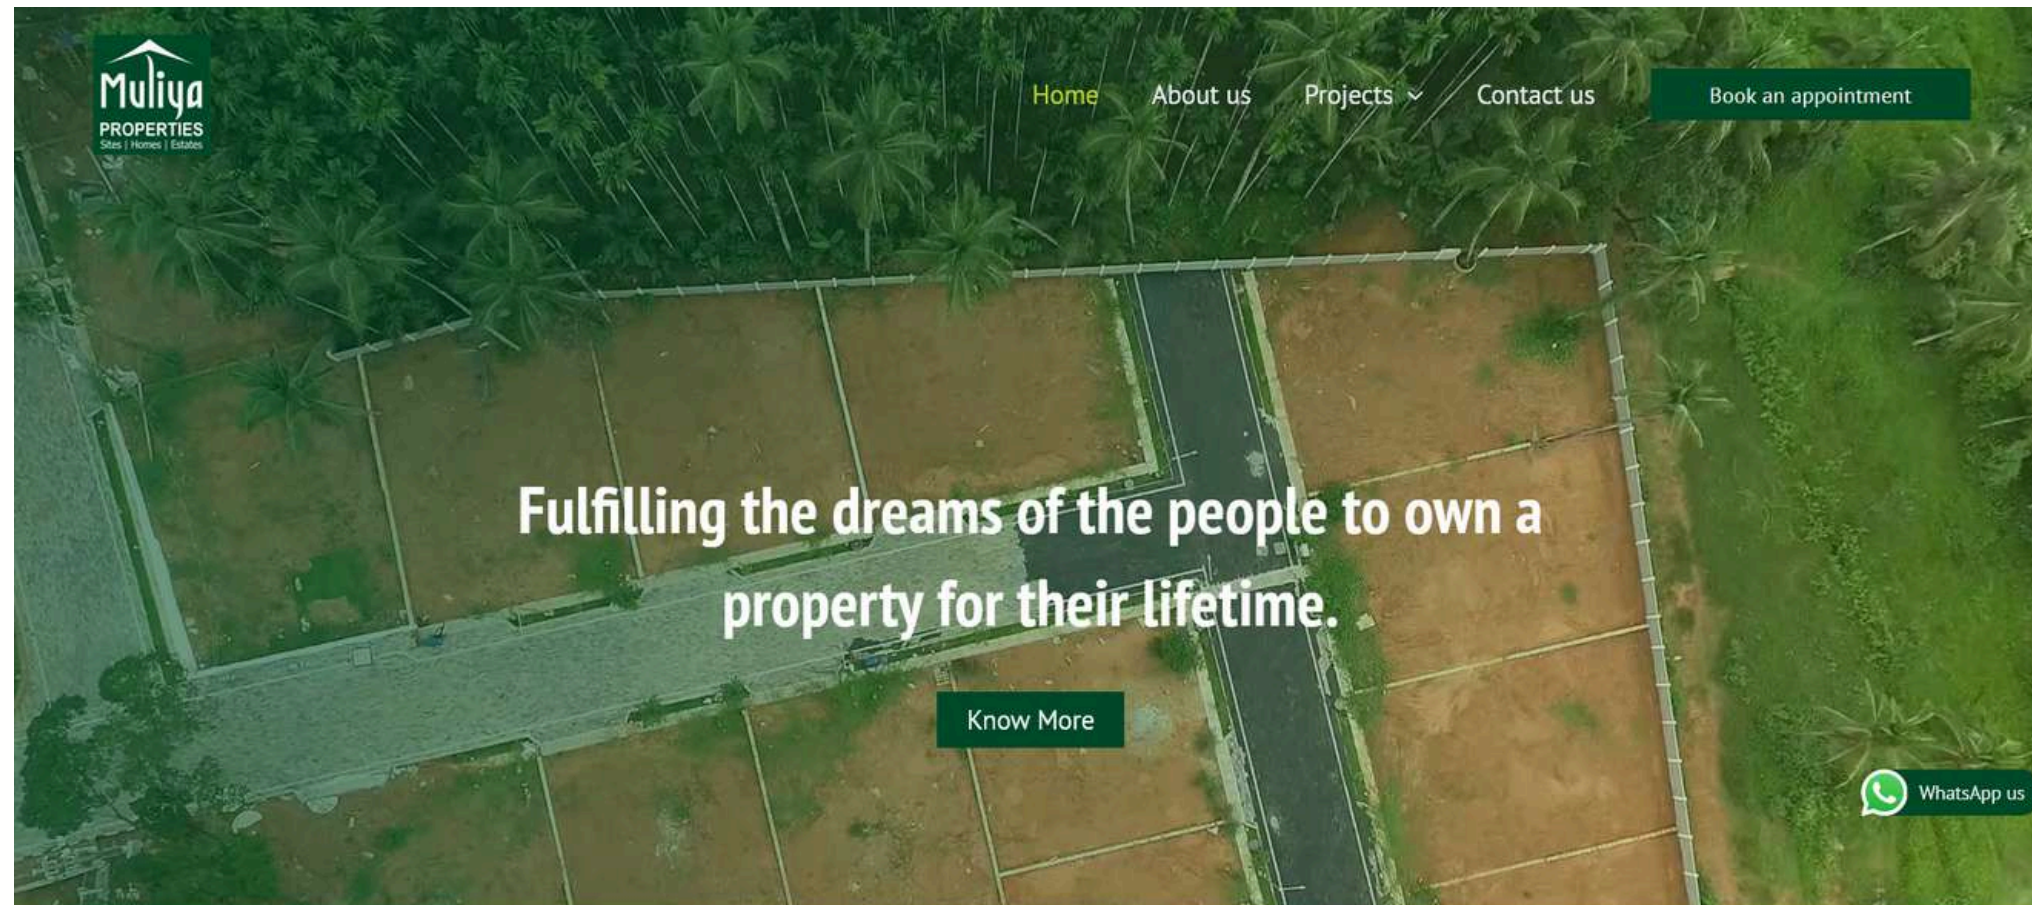 Muliya
PROPERTIES
Sites | Homes | Estates
Home
About us
Projects
Contact us
Book an appointment
Fulfilling the dreams of the people to own a
property for their lifetime.
Know More
WhatsApp us